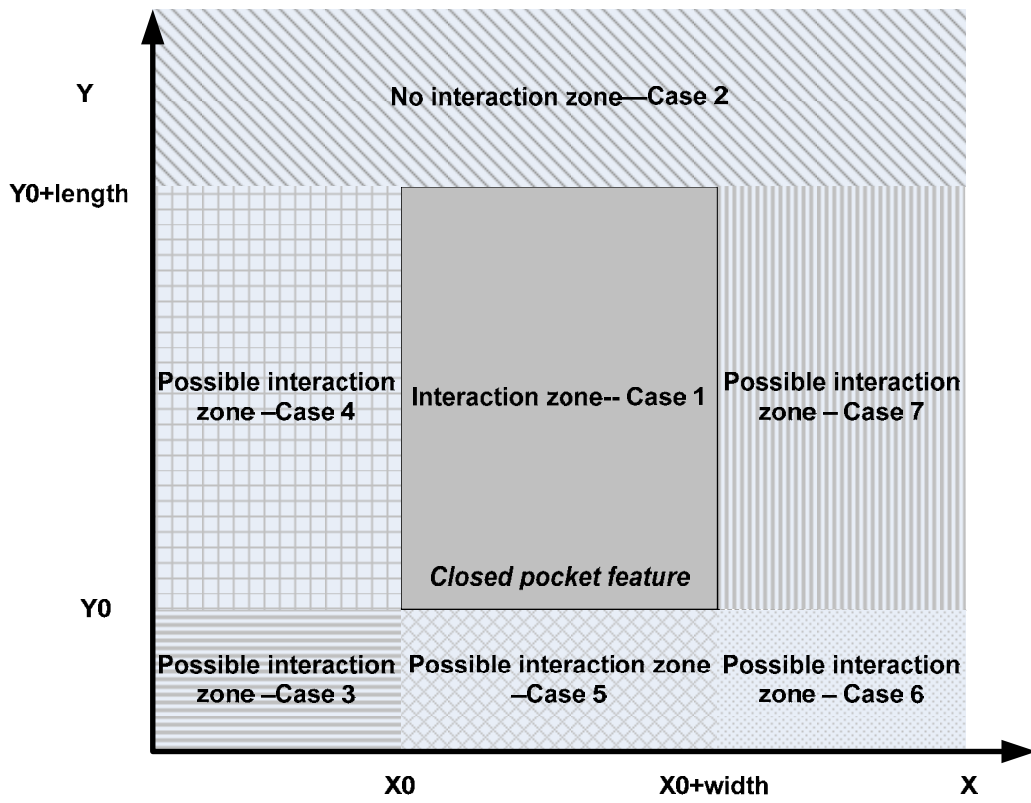 Y
No interaction zone—Case 2
Y0+length
Possible interaction
zone –Case 4
Interaction zone-- Case 1
Possible interaction
zone – Case 7
Closed pocket feature
Y0
Possible interaction
zone –Case 3
Possible interaction zone
–Case 5
Possible interaction
zone – Case 6
X0
X0+width
X